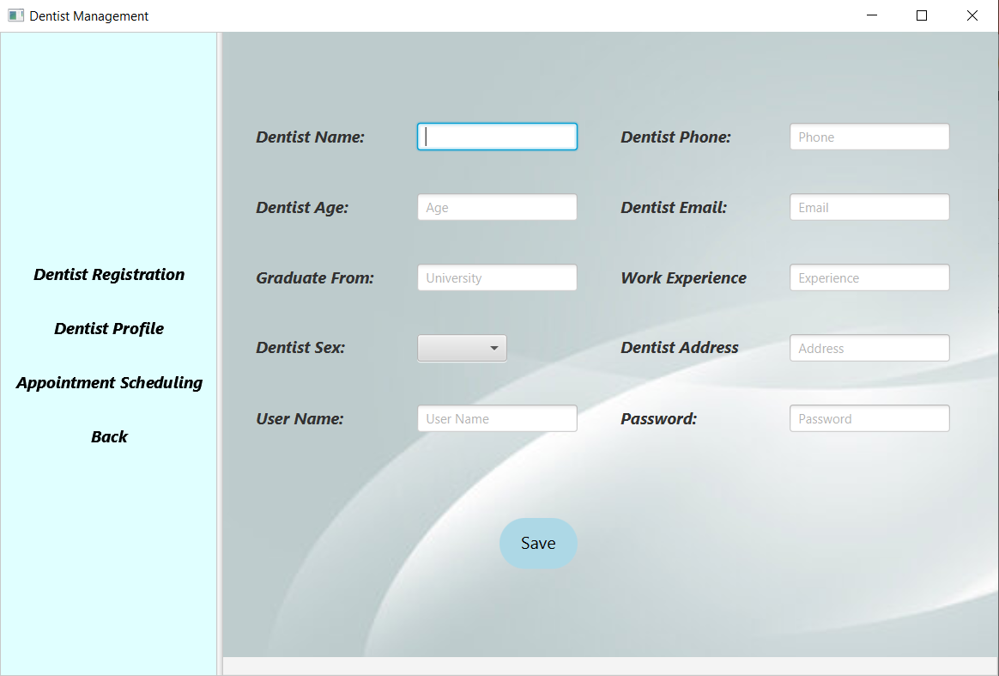 Dentist Management
Dentist Registration
Dentist Profile
Appointment Scheduling
Back
Dentist Name:
Dentist Phone: Phone
Dentist Age: Age
Dentist Email: Email
Graduate From: University
Work Experience Experience
Dentist Sex:
Dentist Address Address
User Name: User Name
Password: Password
Save